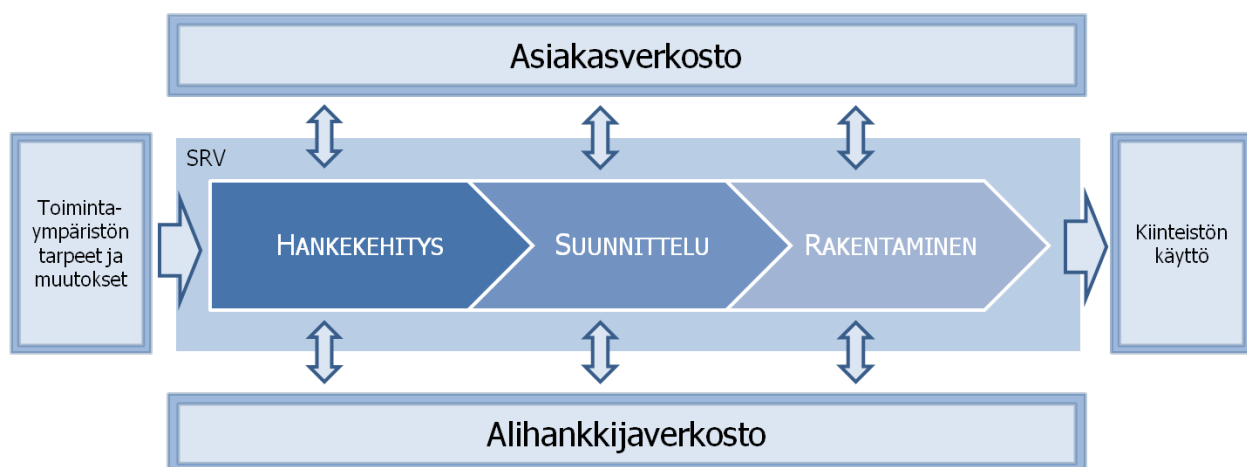 Asiakasverkosto
SRV
Toiminta-
ympäristön
tarpeet ja
muutokset
HANKEKEHITYS
SUUNNITTELU
RAKENTAMINEN
Kiinteistön
käyttö
Alihankkijaverkosto